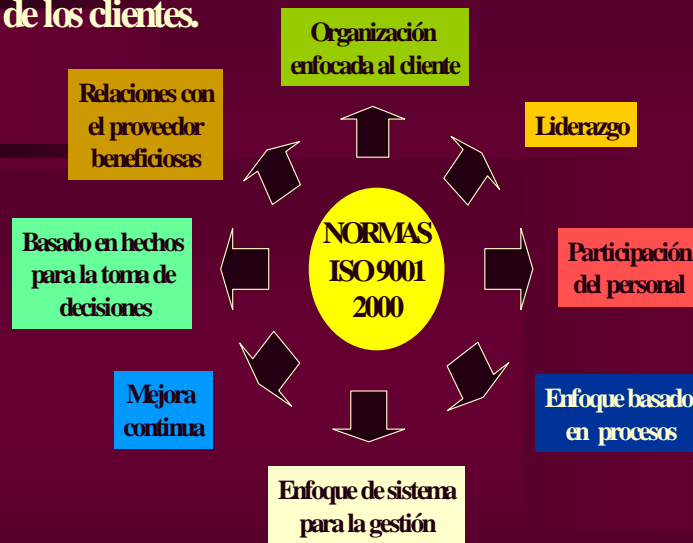 de los clientes.
Organización
enfocada al cliente
Liderazgo
Participación
del personal
Enfoque basado
en procesos
Enfoque de sistema
para la gestión
Mejora
continua
Basado en hechos
para la toma de
decisiones
Relaciones con
el proveedor
beneficiosas
NORMAS
ISO 9001
2000